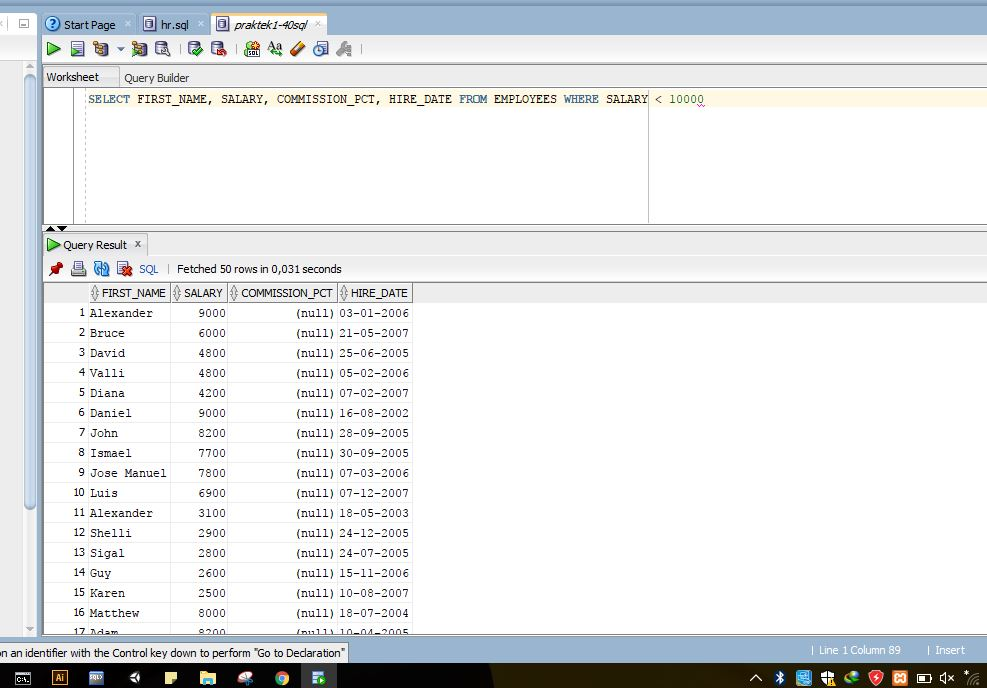 Start Page × hr.sql × praktek1-40sql ×
Worksheet Query Builder
SELECT FIRST_NAME, SALARY, COMMISSION_PCT, HIRE_DATE FROM EMPLOYEES WHERE SALARY < 10000
Query Result x
SQL | Fetched 50 rows in 0,031 seconds
FIRST_NAME SALARY COMMISSION_PCT HIRE_DATE
1 Alexander 9000 (null) 03-01-2006
2 Bruce 6000 (null) 21-05-2007
3 David 4800 (null) 25-06-2005
4 Valli 4800 (null) 05-02-2006
5 Diana 4200 (null) 07-02-2007
6 Daniel 9000 (null) 16-08-2002
7 John 8200 (null) 28-09-2005
8 Ismael 7700 (null) 30-09-2005
9 Jose Manuel 7800 (null) 07-03-2006
10 Luis 6900 (null) 07-12-2007
11 Alexander 3100 (null) 18-05-2003
12 Shelli 2900 (null) 24-12-2005
13 Sigal 2800 (null) 24-07-2005
14 Guy 2600 (null) 15-11-2006
15 Karen 2500 (null) 10-08-2007
16 Matthew 8000 (null) 18-07-2004
17 Adam 8200 (null) 10-04-2005
on an identifier with the Control key down to perform "Go to Declaration"
| Line 1 Column 89 | Insert
Ai